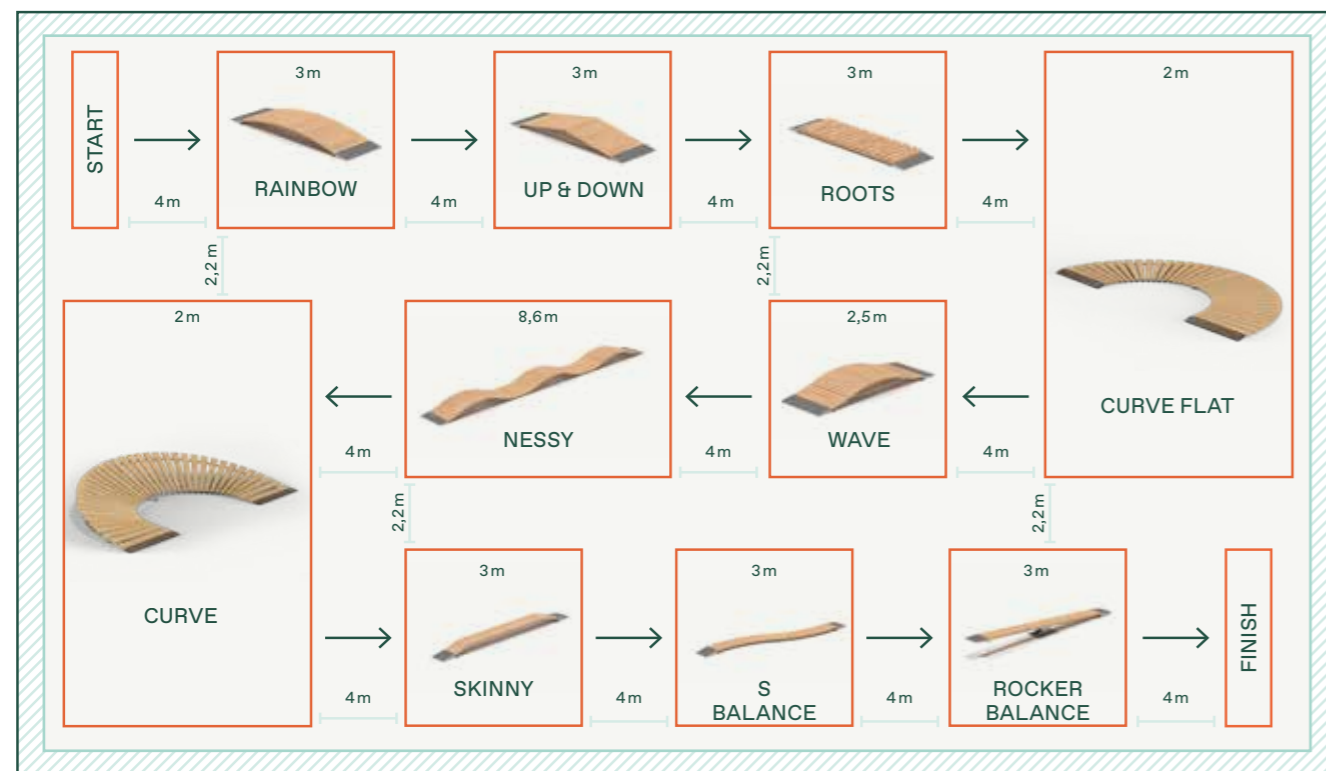 START
4m
3m
RAINBOW
4m
3m
UP & DOWN
4m
3m
ROOTS
4m
2m
CURVE FLAT
2,2m
2,2m
4m
2,5m
WAVE
4m
8,6m
NESSY
4m
2m
CURVE
2,2m
2,2m
4m
3m
SKINNY
4m
3m
S
BALANCE
4m
3m
ROCKER
BALANCE
4m
FINISH